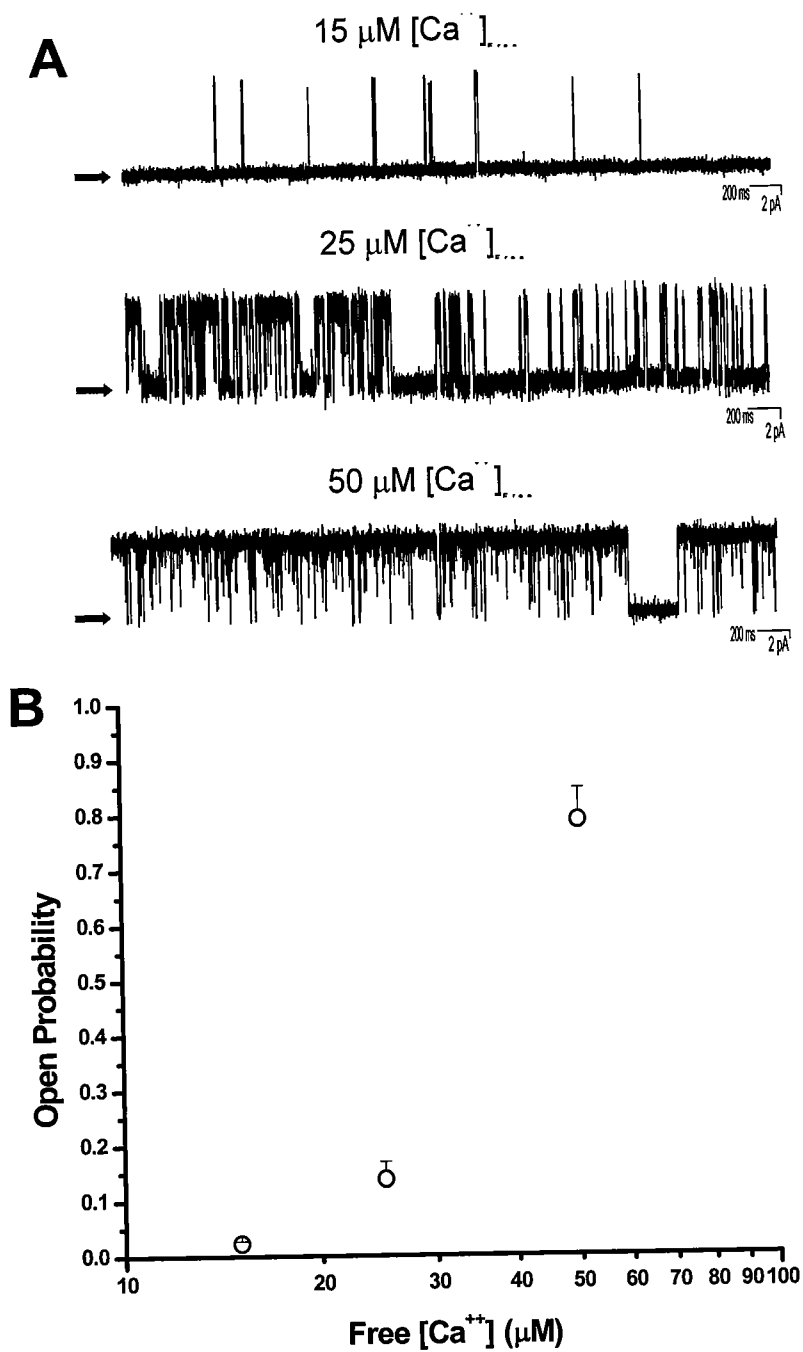 A
15 μM [Ca
200 ms
2 pA
25 μM [Ca
200 ms
2 pA
50 μM [Ca
200 ms
2 pA
B
1.0
0.9
0.8
0.7
0.6
0.5
0.4
0.3
0.2
0.1
0.0
Open Probability
10 20 30 40 50 60 70 80 90 100
Free [Ca++] (μM)